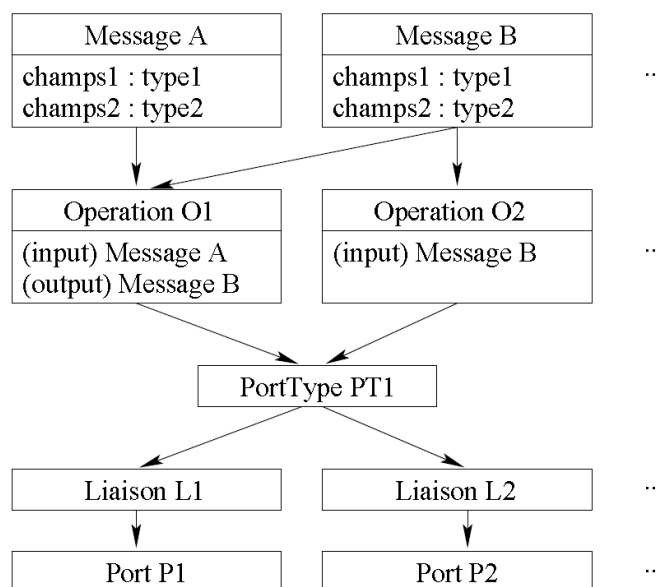 Message A
champs1 : type1
champs2 : type2
Message B
champs1 : type1
champs2 : type2
..
Operation O1
(input) Message A
(output) Message B
Operation O2
(input) Message B
..
PortType PT1
Liaison L1
Liaison L2
..
Port P1
Port P2
..